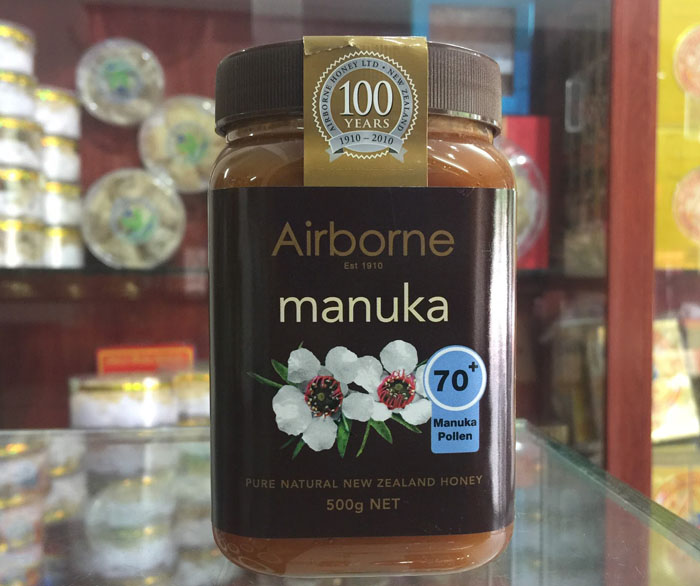 AIRBORNE HONEY LTD • NEW ZEALAND
100
YEARS
1910 – 2010
Airborne
Est 1910
manuka
70+
Manuka
Pollen
PURE NATURAL NEW ZEALAND HONEY
500g NET